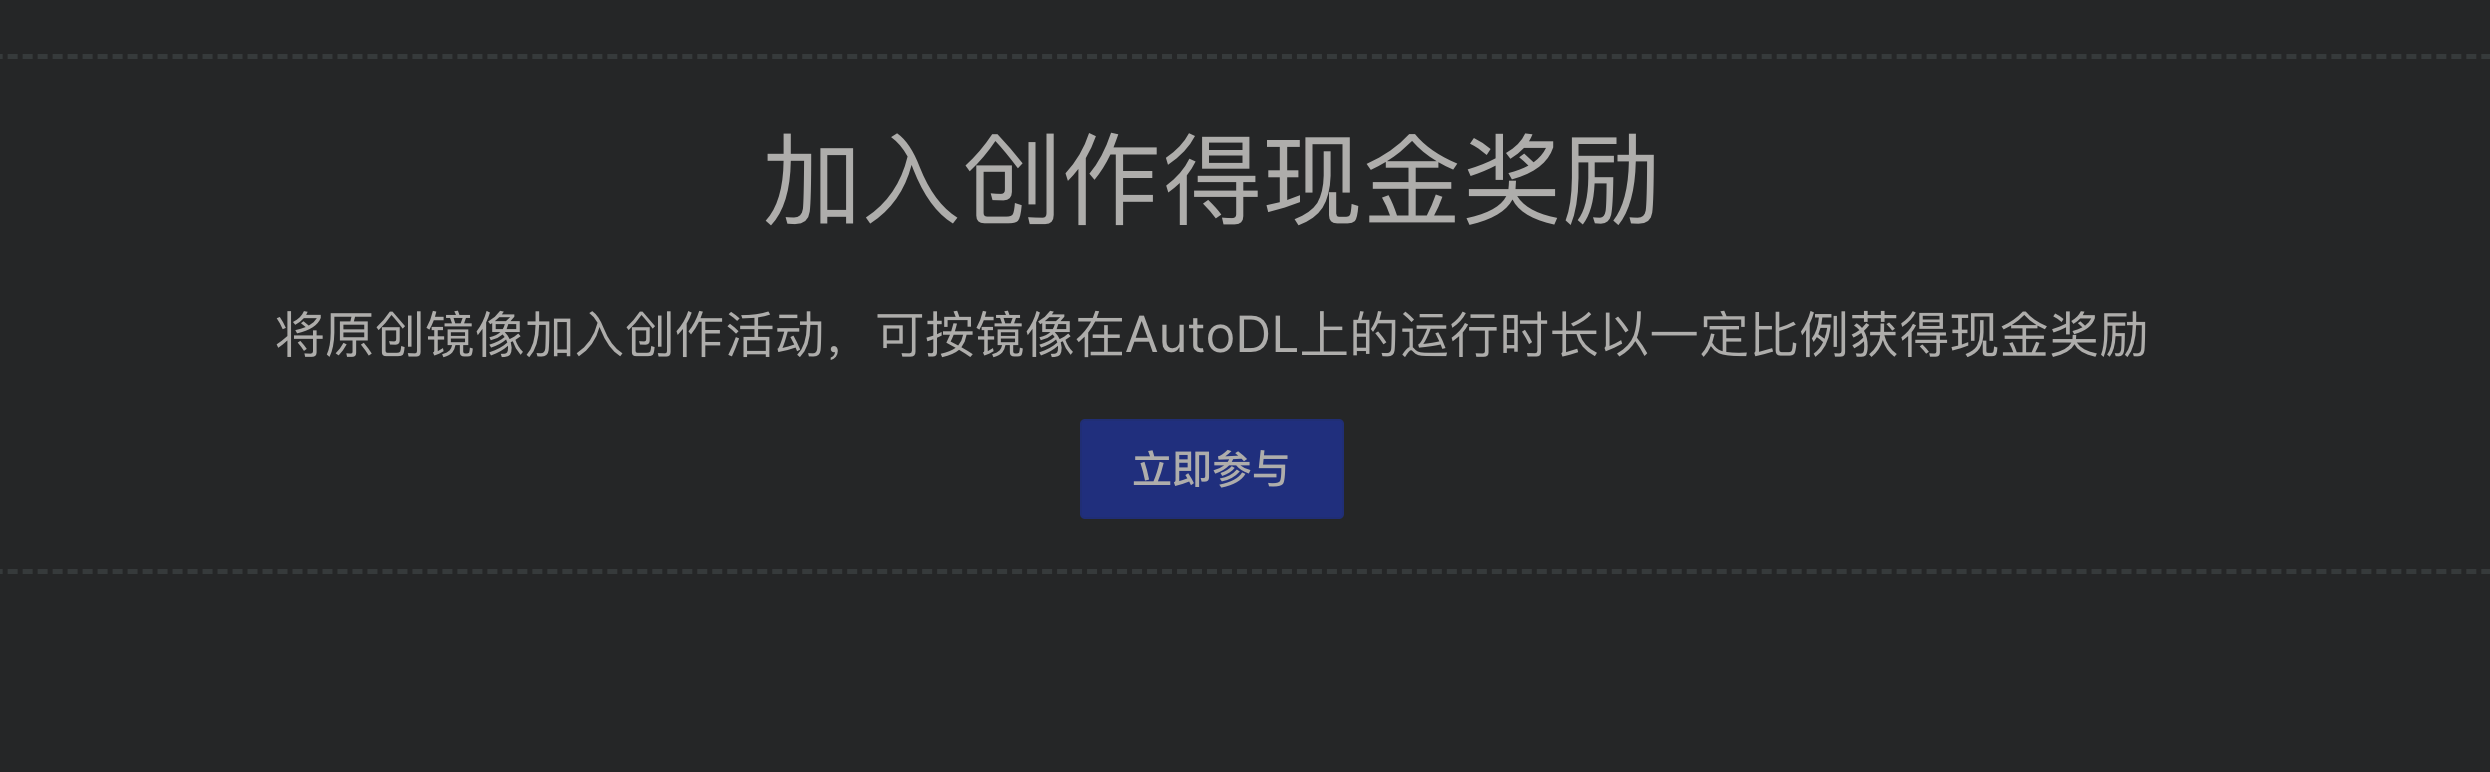 加入创作得现金奖励
将原创镜像加入创作活动，可按镜像在AutoDL上的运行时长以一定比例获得现金奖励
立即参与